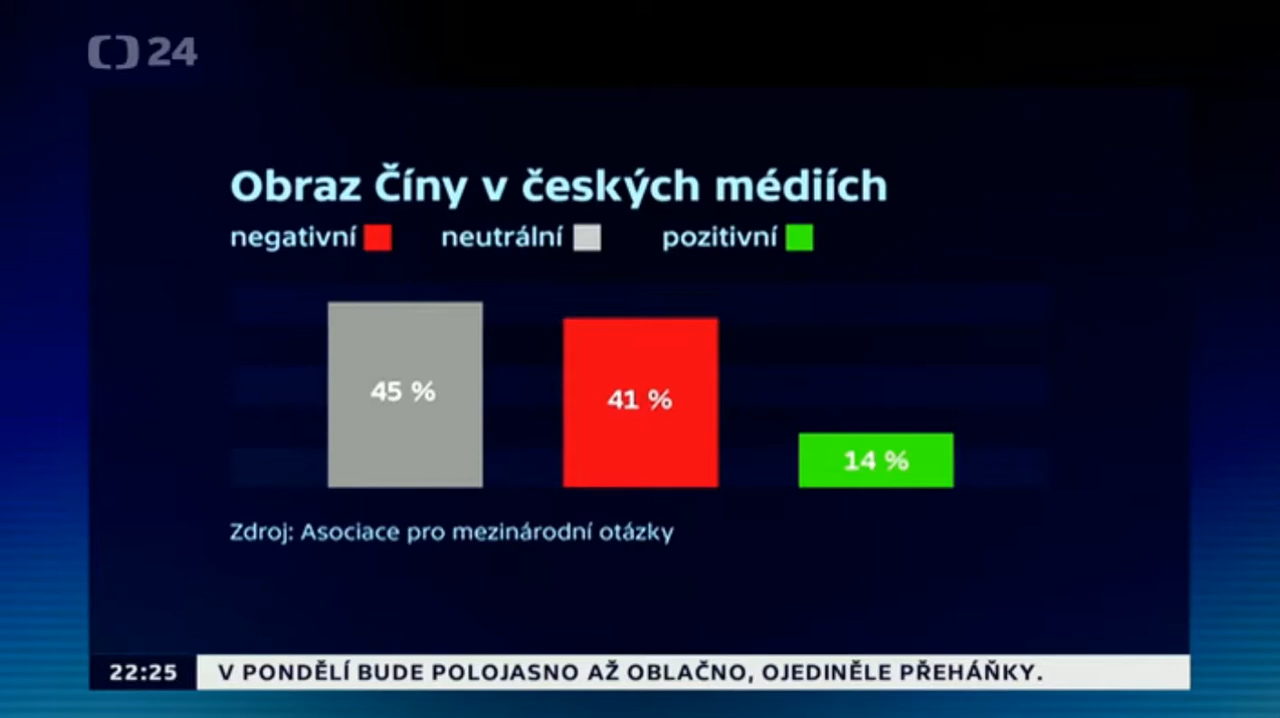 24
Obraz Číny v českých médiích
negativní neutrální pozitivní
45 % 41 % 14 %
Zdroj: Asociace pro mezinárodní otázky
22:25 V PONDĚLÍ BUDE POLOJASNO AŽ OBLAČNO, OJEDINĚLE PŘEHÁŇKY.